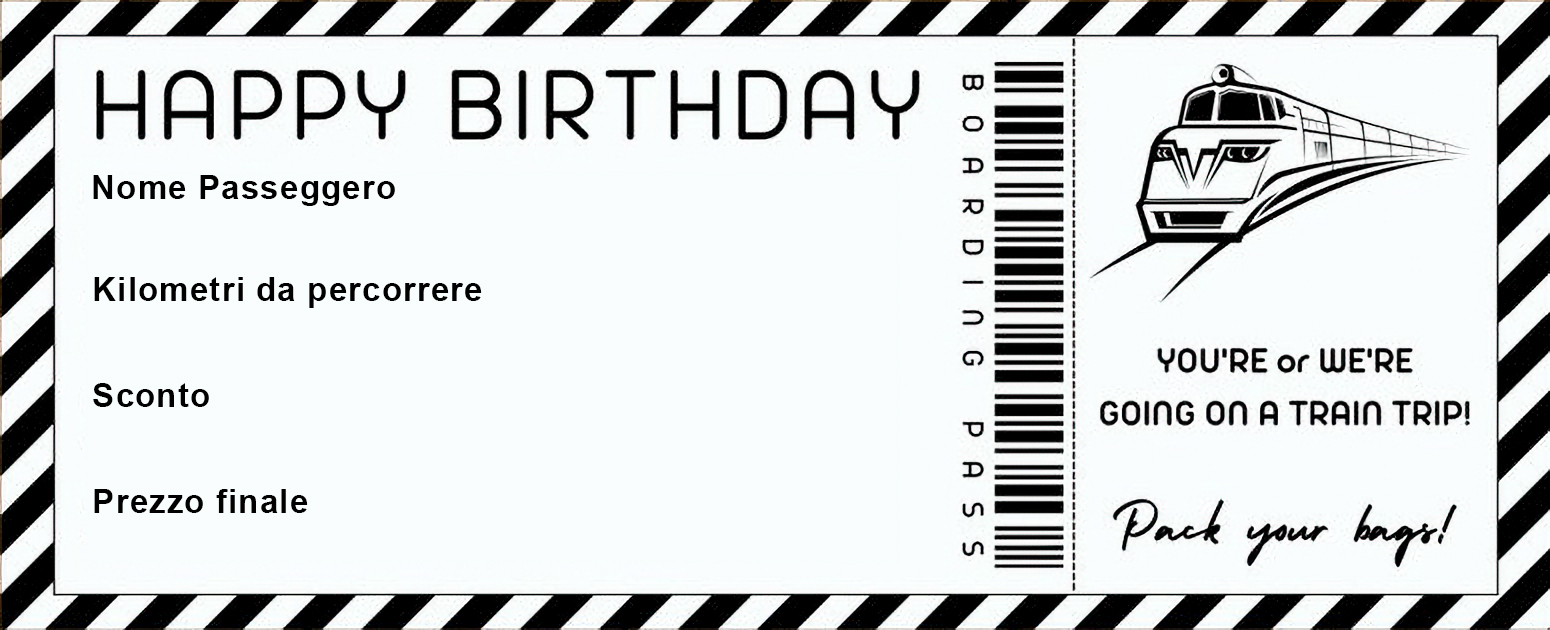 HAPPY BIRTHDAY
Nome Passeggero
Kilometri da percorrere
Sconto
Prezzo finale
BOARDING PASS
YOU'RE or WE'RE
GOING ON A TRAIN TRIP!
Pack your bags!